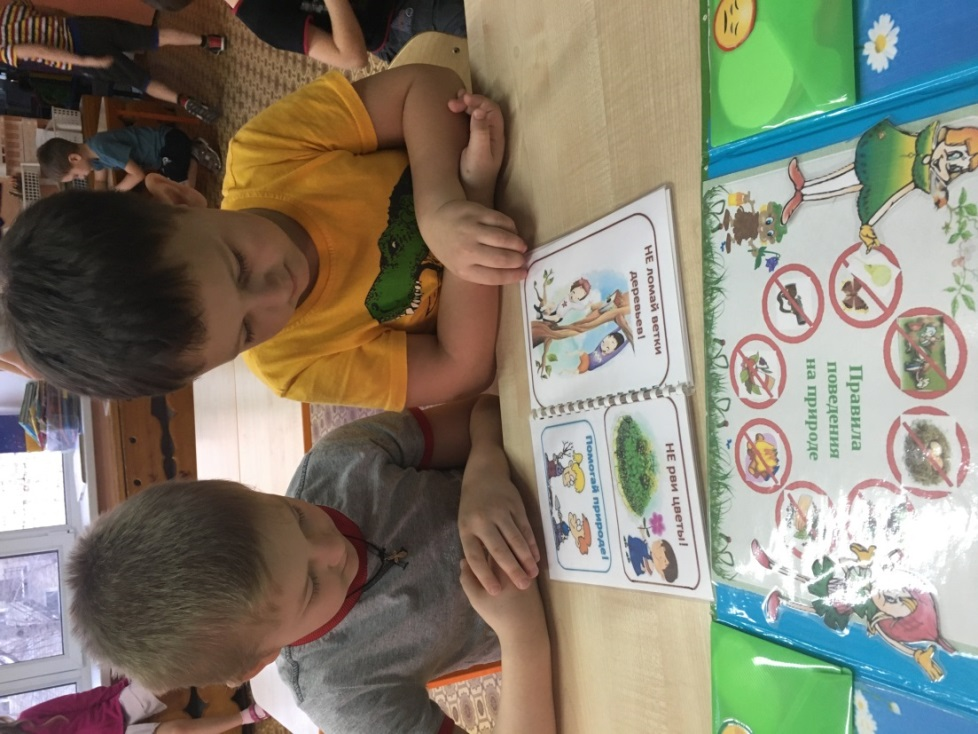 НЕ ломай ветки
деревьев!
НЕ рви цветы!
Помогай природе!
Правила
поведения
на природе